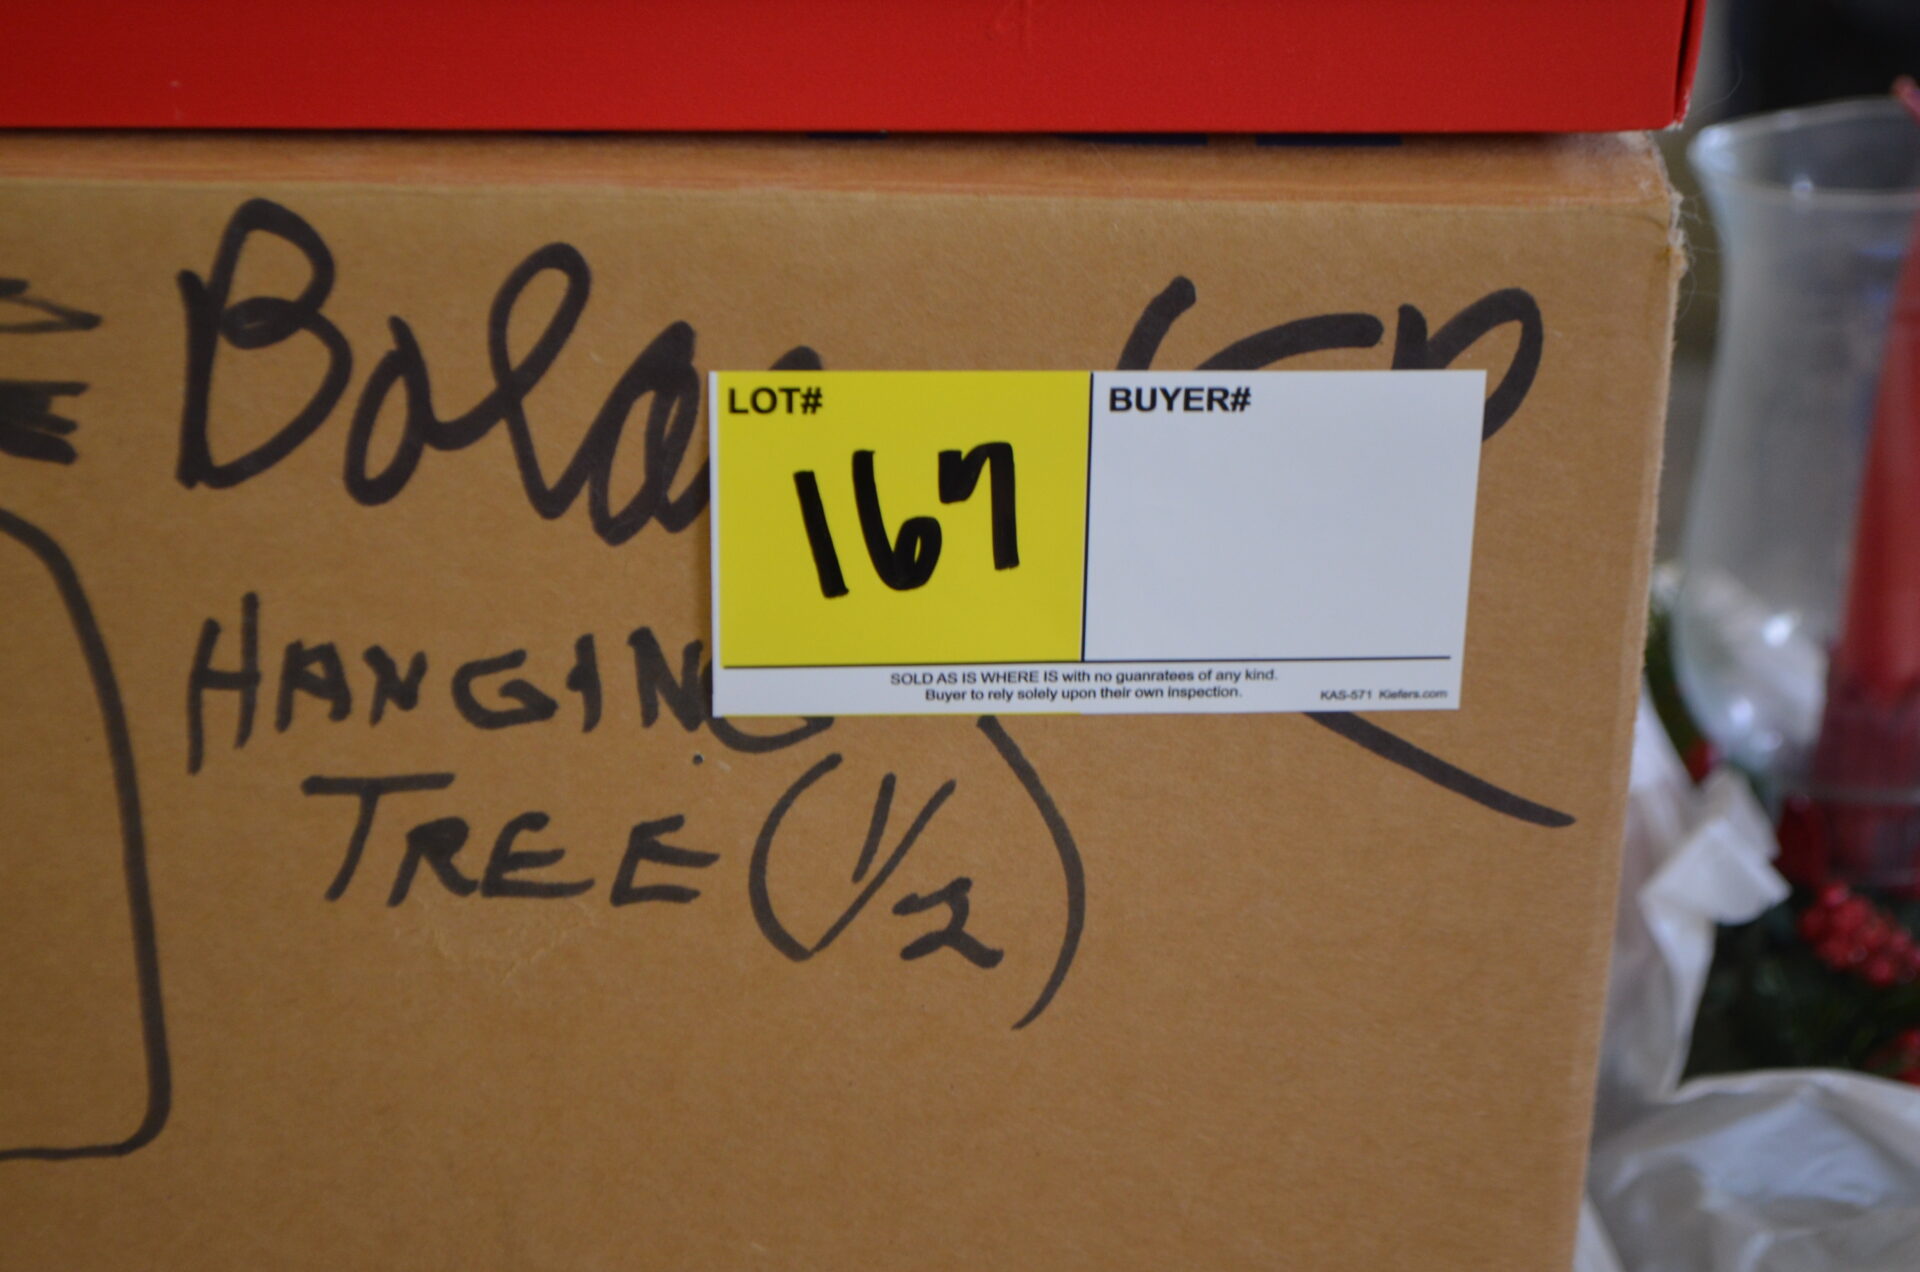 LOT#
167
BUYER#
SOLD AS IS WHERE IS with no guanratees of any kind.
Buyer to rely solely upon their own inspection.
KAS-571 Kiefers.com
HANGING
TREE (1/2)